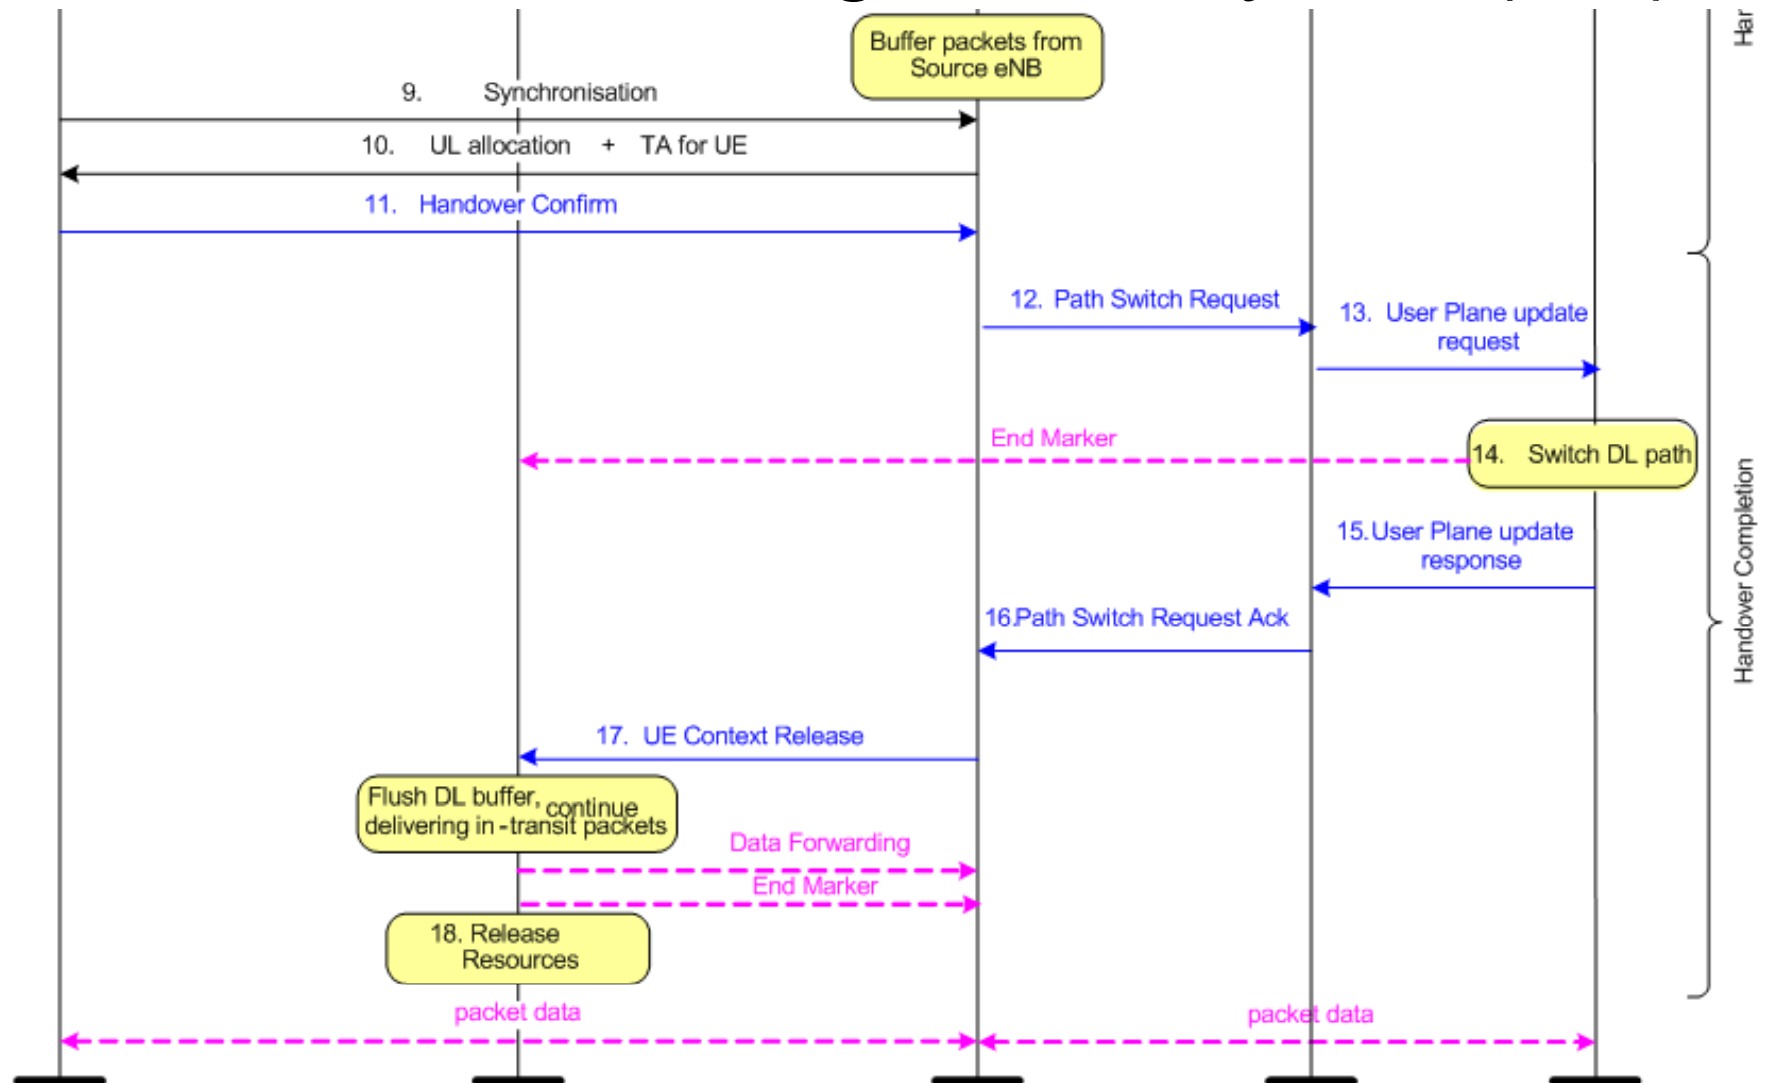 Buffer packets from
Source eNB
9. Synchronisation
10. UL allocation + TA for UE
11. Handover Confirm
12. Path Switch Request
13. User Plane update
request
End Marker
14. Switch DL path
15.User Plane update
response
16.Path Switch Request Ack
17. UE Context Release
Flush DL buffer, continue
delivering in-transit packets
Data Forwarding
End Marker
18. Release
Resources
packet data
packet data
Har
Handover Completion